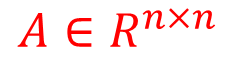 A ∈ R^{n×n}